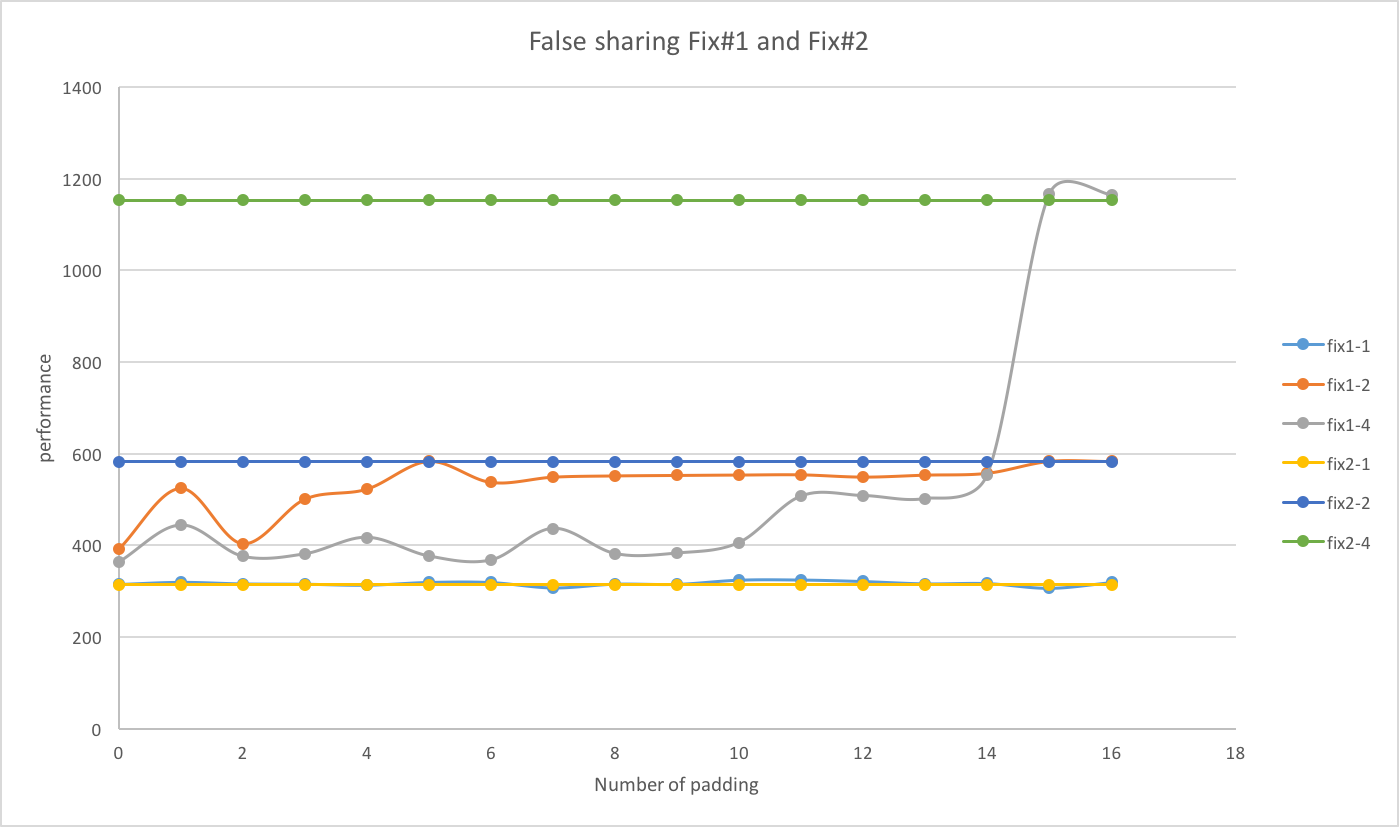 False sharing Fix#1 and Fix#2
1400
1200
1000
800
600
400
200
0
performance
0 2 4 6 8 10 12 14 16 18
Number of padding
fix1-1
fix1-2
fix1-4
fix2-1
fix2-2
fix2-4